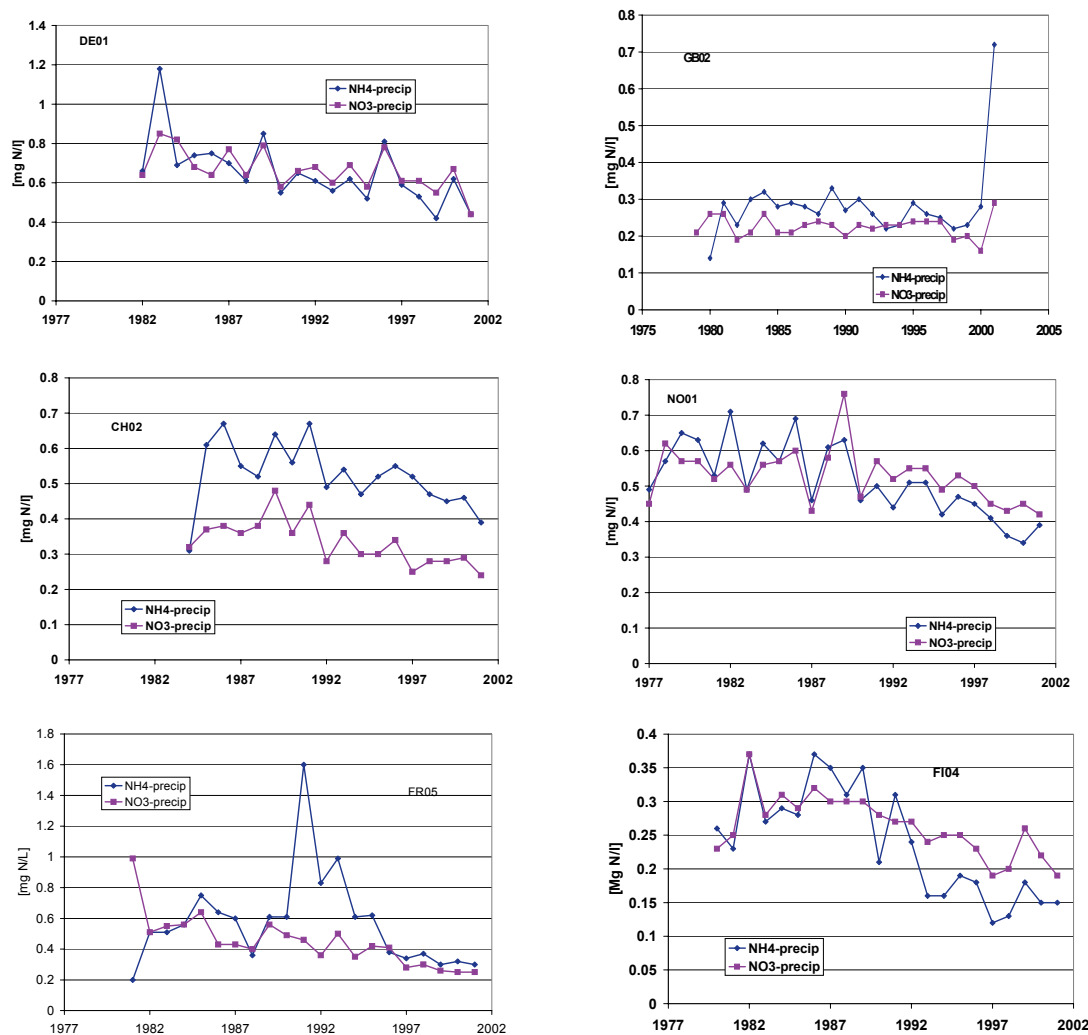 DE01
[mg N/l]
1.4
1.2
1
0.8
0.6
0.4
0.2
0
NH4-precip
NO3-precip
1977 1982 1987 1992 1997 2002
GB02
[mg N/l]
0.8
0.7
0.6
0.5
0.4
0.3
0.2
0.1
0
NH4-precip
NO3-precip
1975 1980 1985 1990 1995 2000 2005
CH02
[mg N/l]
0.8
0.7
0.6
0.5
0.4
0.3
0.2
0.1
0
NH4-precip
NO3-precip
1977 1982 1987 1992 1997 2002
NO01
[mg N/l]
0.8
0.7
0.6
0.5
0.4
0.3
0.2
0.1
0
NH4-precip
NO3-precip
1977 1982 1987 1992 1997 2002
FR05
[mg N/L]
1.8
1.6
1.4
1.2
1
0.8
0.6
0.4
0.2
0
NH4-precip
NO3-precip
1977 1982 1987 1992 1997 2002
FI04
[Mg N/l]
0.4
0.35
0.3
0.25
0.2
0.15
0.1
0.05
0
NH4-precip
NO3-precip
1977 1982 1987 1992 1997 2002